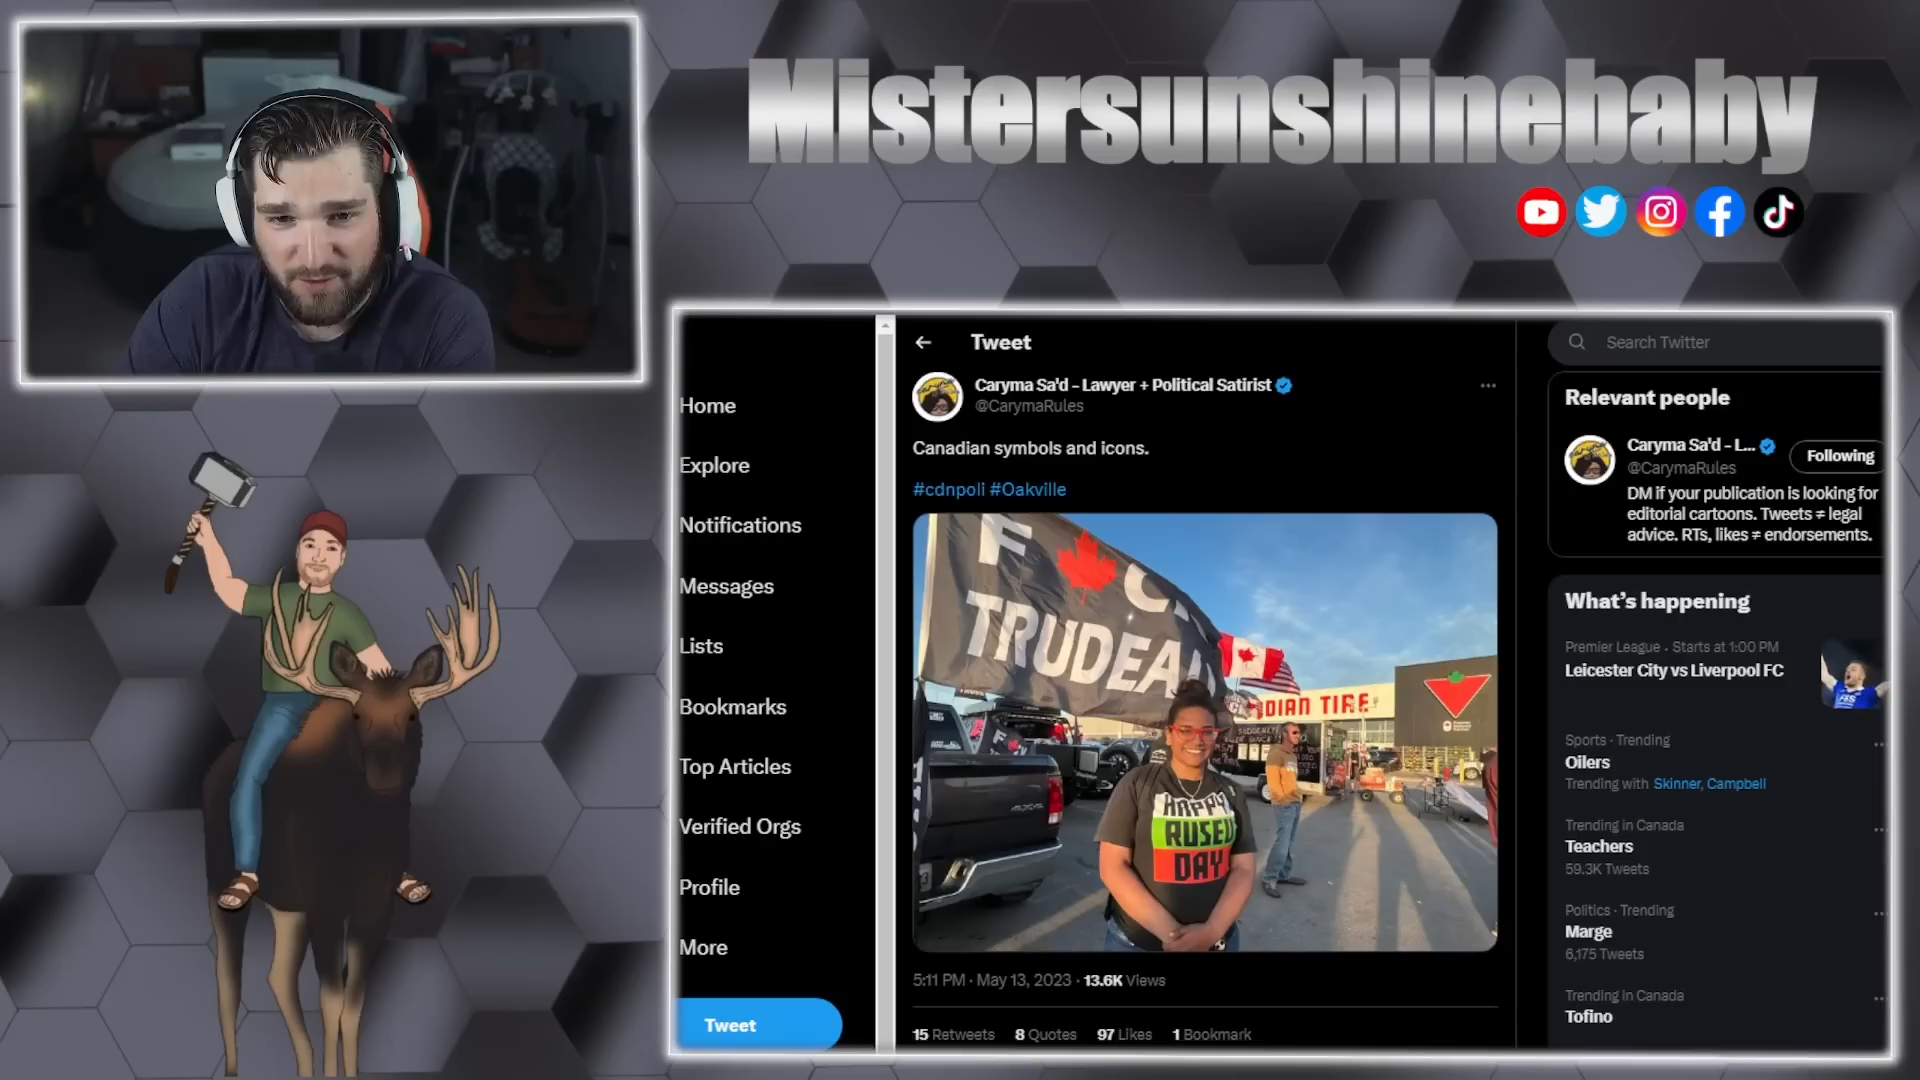 Mistersunshinebaby
Home
Explore
Notifications
Messages
Lists
Bookmarks
Top Articles
Verified Orgs
Profile
More
Tweet
Tweet
Caryma Sa'd - Lawyer + Political Satirist
@CarymaRules
Canadian symbols and icons.
#cdnpoli #Oakville
F C
TRUDEAU
DIAN TIRE
HAPPY
RUSED
DAY
5:11 PM · May 13, 2023 · 13.6K Views
15 Retweets 8 Quotes 97 Likes 1 Bookmark
Search Twitter
Relevant people
Caryma Sa'd - L...
@CarymaRules
Following
DM if your publication is looking for
editorial cartoons. Tweets ≠ legal
advice. RTs, likes ≠ endorsements.
What's happening
Premier League · Starts at 1:00 PM
Leicester City vs Liverpool FC
Sports · Trending
Oilers
Trending with Skinner, Campbell
Trending in Canada
Teachers
59.3K Tweets
Politics · Trending
Marge
6,175 Tweets
Trending in Canada
Tofino